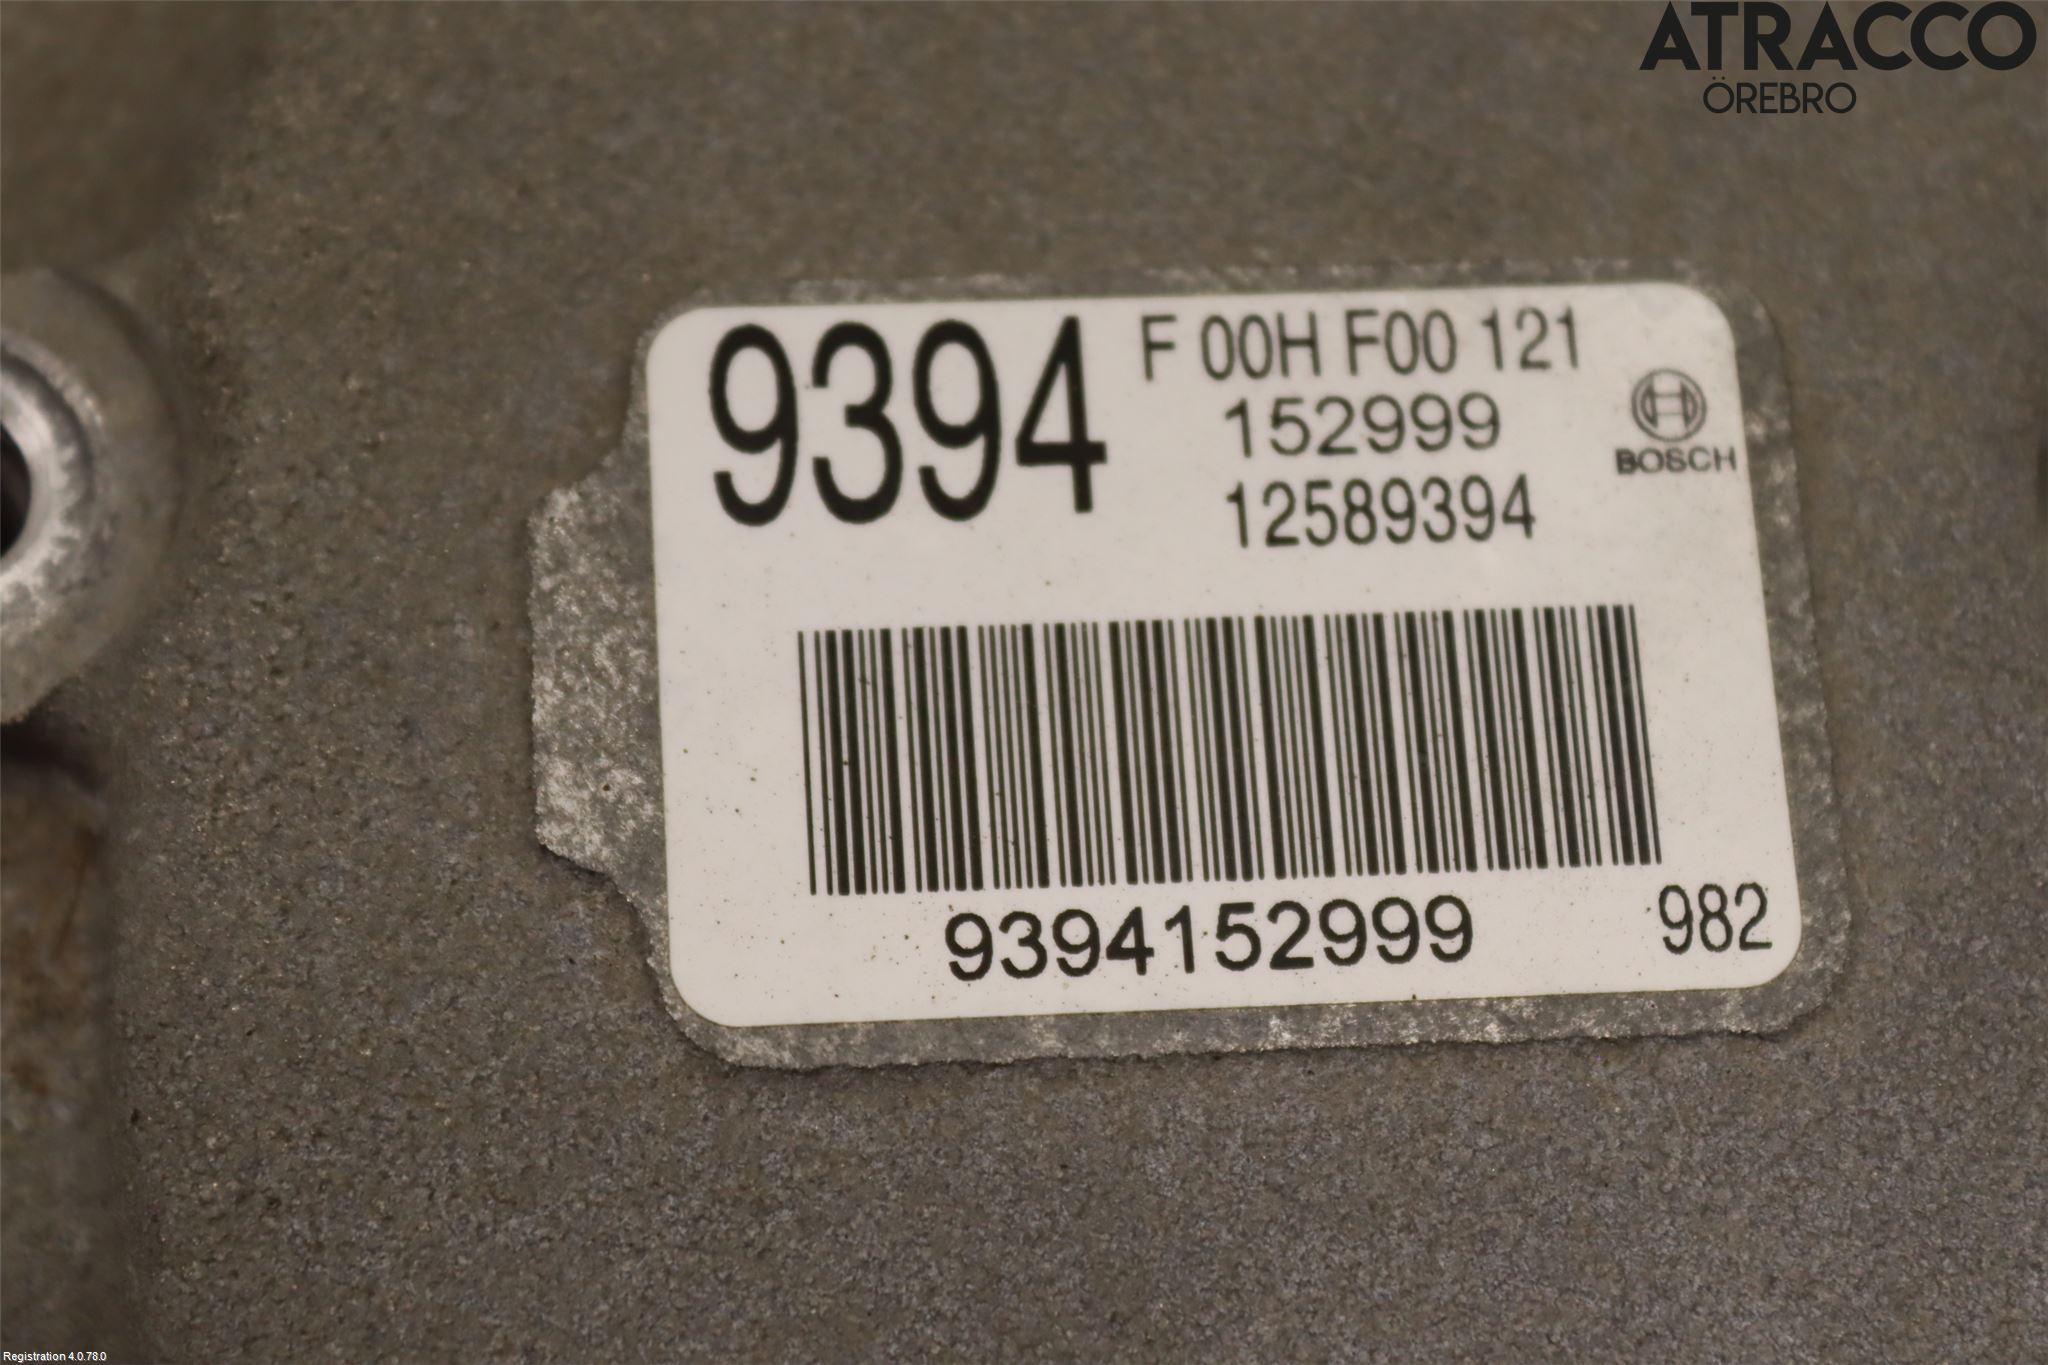 ATRACCO
ÖREBRO
9394
F 00H F00 121
152999
12589394
BOSCH
9394152999
982
Registration 4.0.78.0